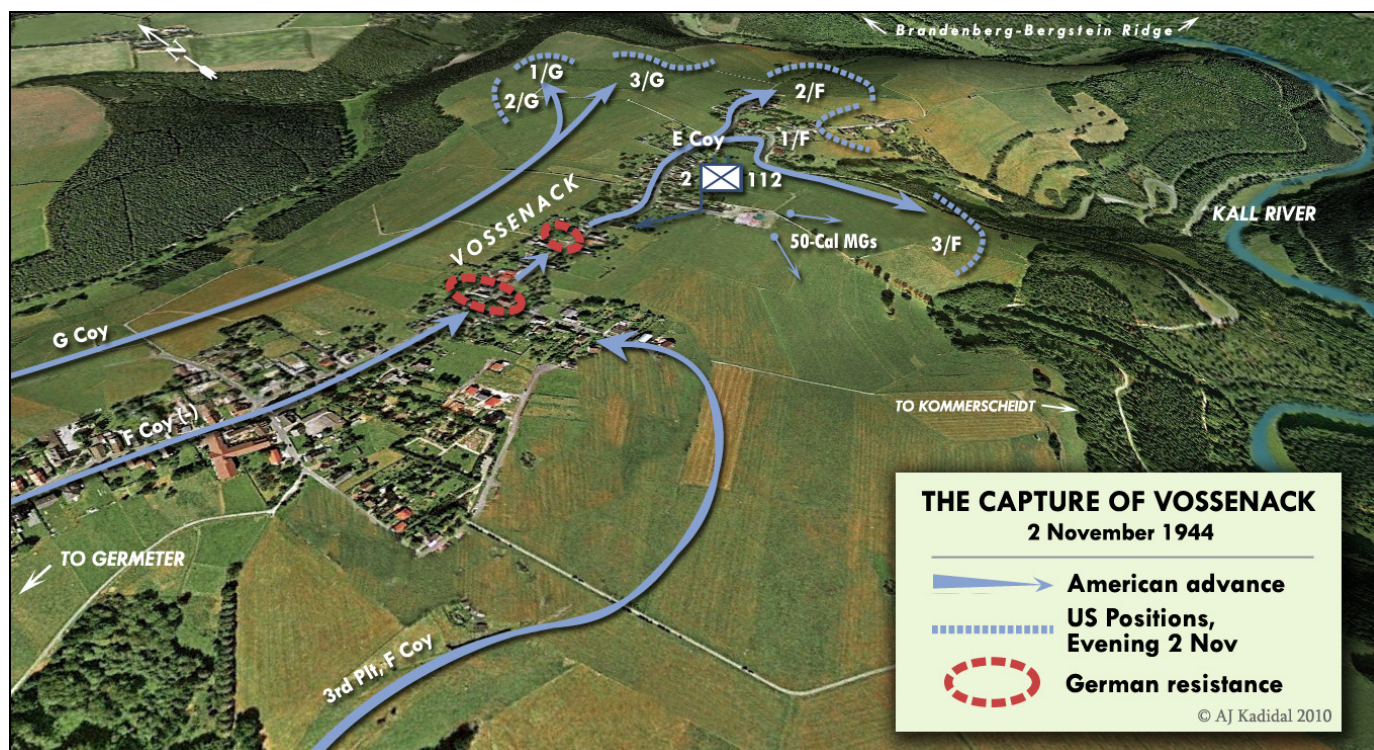 N
Brandenberg-Bergstein Ridge
1/G
3/G
2/G
2/F
E Coy
1/F
2
112
VOSSENACK
KALL RIVER
50-Cal MGs
3/F
G Coy
TO KOMMERSCHEIDT
F Coy (-)
TO GERMETER
3rd Plt, F Coy
THE CAPTURE OF VOSSENACK
2 November 1944
American advance
US Positions,
Evening 2 Nov
German resistance
© AJ Kadidal 2010